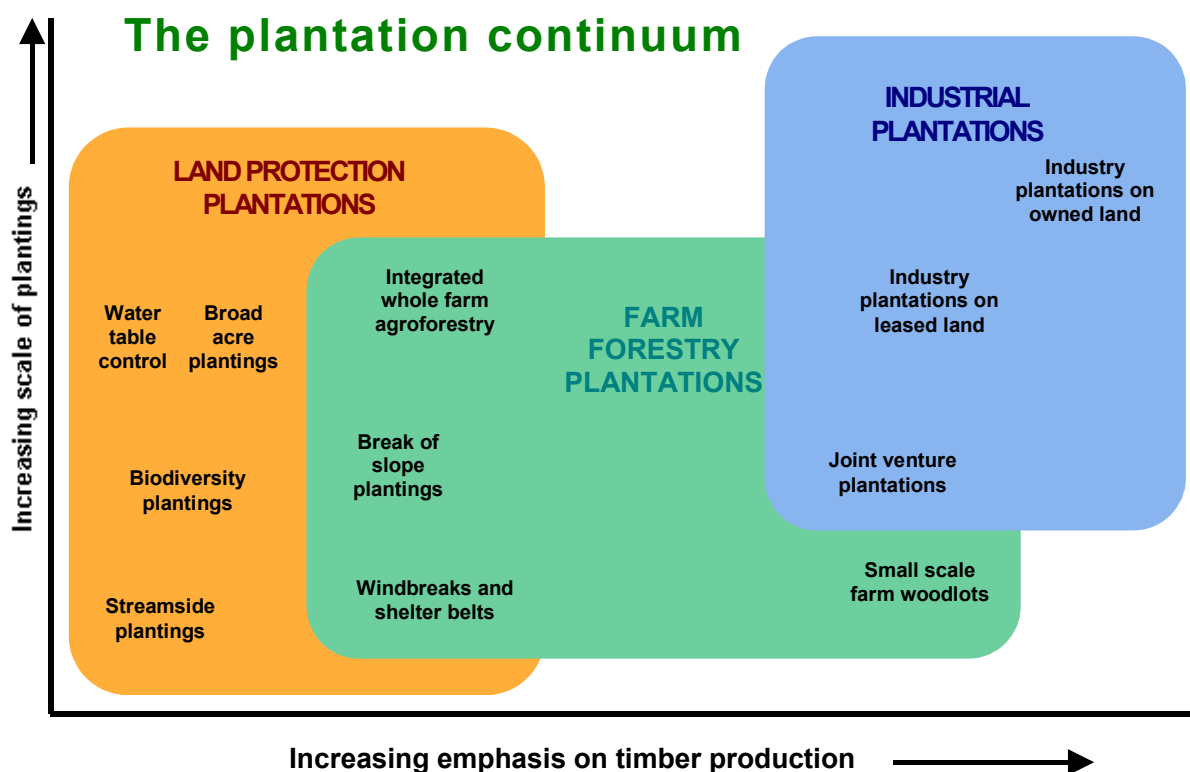 The plantation continuum
Increasing scale of plantings
LAND PROTECTION
PLANTATIONS
Water
table
control
Broad
acre
plantings
Biodiversity
plantings
Streamside
plantings
Integrated
whole farm
agroforestry
Break of
slope
plantings
Windbreaks and
shelter belts
FARM
FORESTRY
PLANTATIONS
INDUSTRIAL
PLANTATIONS
Industry
plantations on
owned land
Industry
plantations on
leased land
Joint venture
plantations
Small scale
farm woodlots
Increasing emphasis on timber production